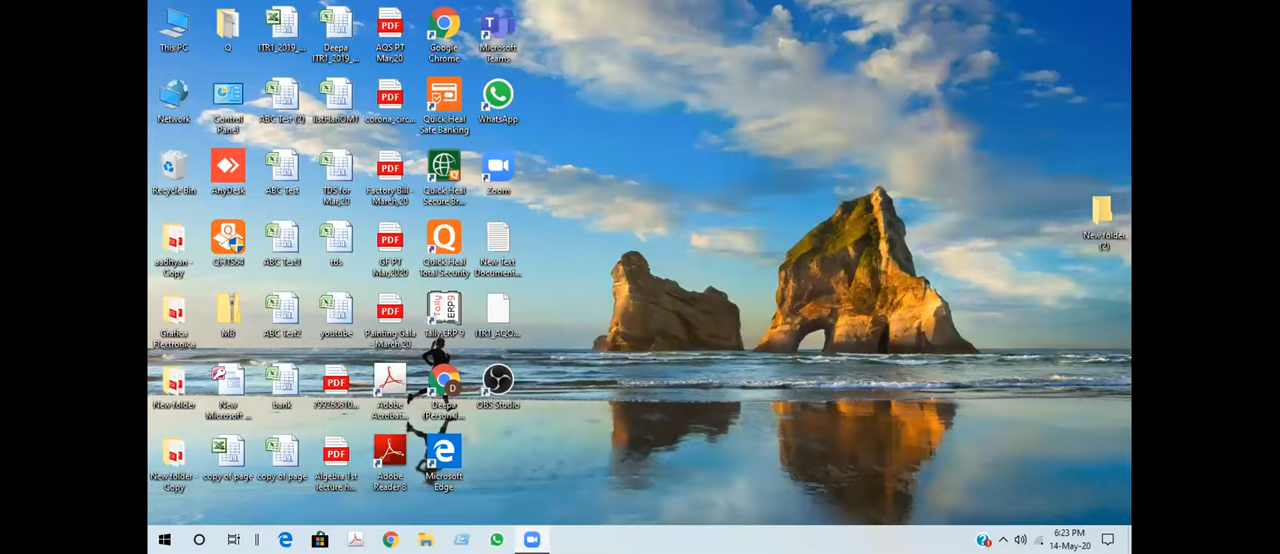 This PC
Q
ITR1_2019_...
Deepa
ITR1_2019_...
AQS PT
Mar,20
Google
Chrome
Microsoft
Teams
Network
Control
Panel
ABC Test (2)
listHanOM1
corona_circ...
Quick Heal
Safe Banking
WhatsApp
Recycle Bin
AnyDesk
ABC Test
TDS for
Mar,20
Factory Bill -
March,20
Quick Heal
Secure Br...
Zoom
aadhyan -
Copy
QHTS64
ABC Test1
tds
GF PT
Mar,2020
Quick Heal
Total Security
New Text
Document...
New folder
(2)
Grafica
Flextronica
MB
ABC Test2
youtube
Painting Gala
- March,20
Tally.ERP 9
ITR1_AQO...
New folder
New
Microsoft ...
bank
Adobe
Acrobat...
Deepa
(Person...
OBS Studio
New folder -
Copy
copy of page
copy of page
Algebra 1st
lecture h...
Adobe
Reader 8
Microsoft
Edge
6:23 PM
14-May-20